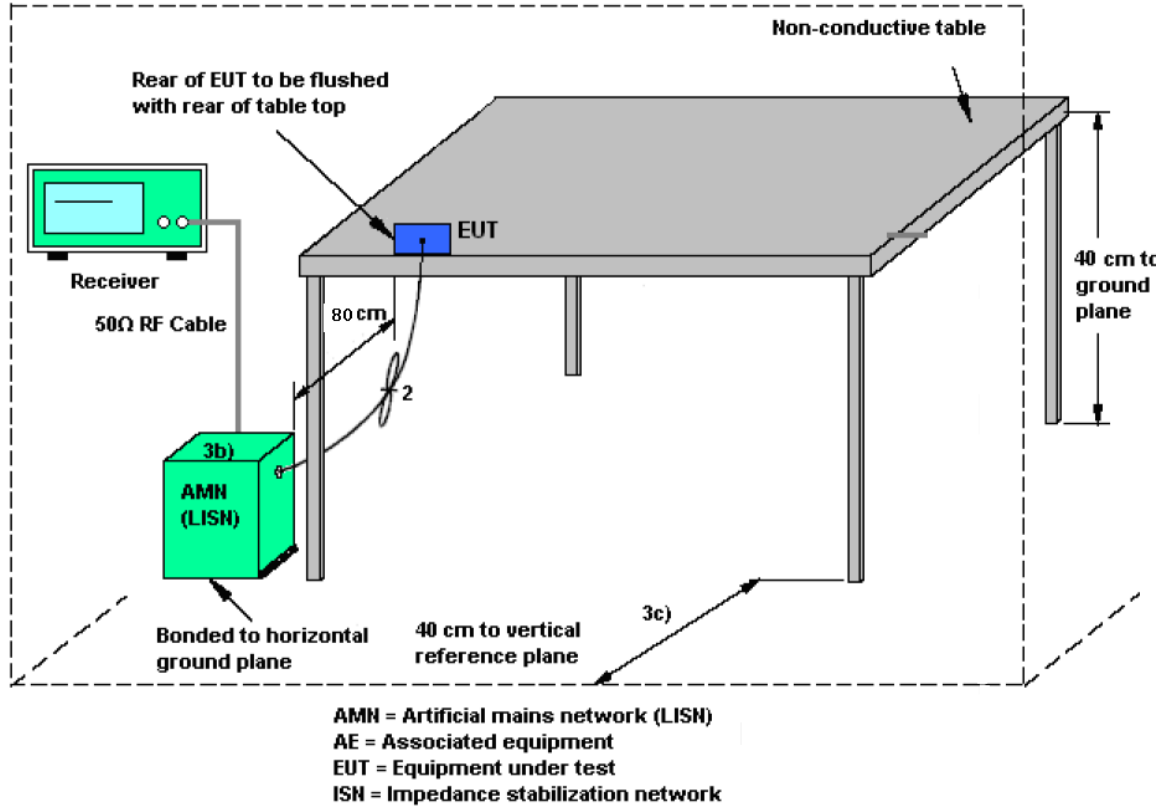 Non-conductive table
Rear of EUT to be flushed
with rear of table top
EUT
Receiver
40 cm to
ground
plane
80 cm
50Ω RF Cable
2
3b)
AMN
(LISN)
3c)
Bonded to horizontal
ground plane
40 cm to vertical
reference plane
AMN = Artificial mains network (LISN)
AE = Associated equipment
EUT = Equipment under test
ISN = Impedance stabilization network